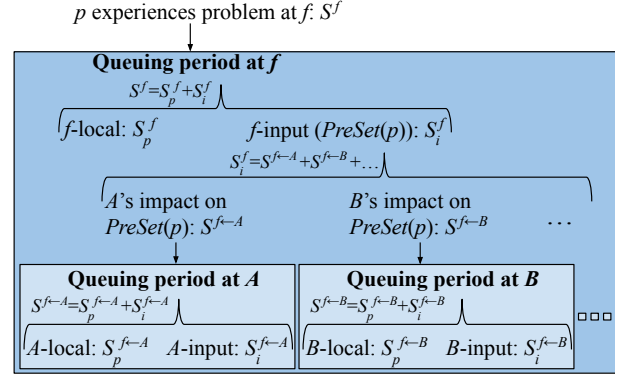 p experiences problem at f: S^f
Queuing period at f
S^f=S_p^f+S_i^f
f-local: S_p^f f-input (PreSet(p)): S_i^f
S_i^f=S^{f←A}+S^{f←B}+...
A's impact on PreSet(p): S^{f←A}
B's impact on PreSet(p): S^{f←B}
...
Queuing period at A
S^{f←A}=S_p^{f←A}+S_i^{f←A}
A-local: S_p^{f←A} A-input: S_i^{f←A}
Queuing period at B
S^{f←B}=S_p^{f←B}+S_i^{f←B}
B-local: S_p^{f←B} B-input: S_i^{f←B}